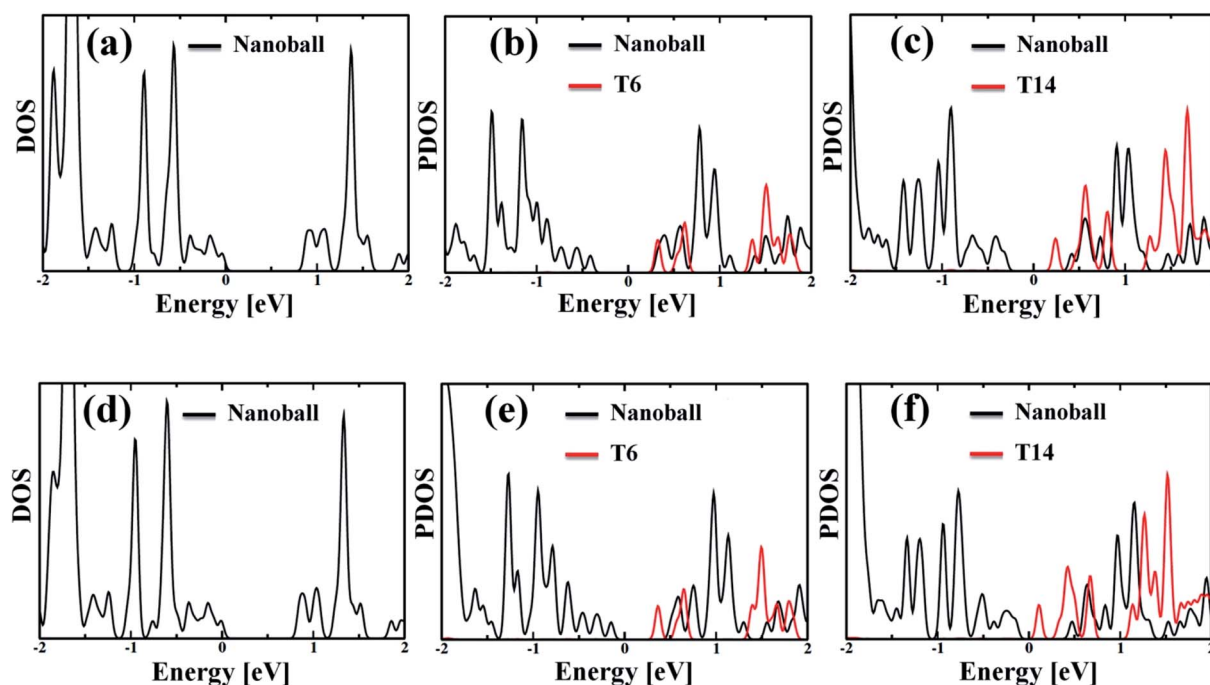 (a) Nanoball
DOS
-2 -1 0 1 2
Energy [eV]
(b) Nanoball
T6
PDOS
-2 -1 0 1 2
Energy [eV]
(c) Nanoball
T14
PDOS
-2 -1 0 1
Energy [eV]
(d) Nanoball
DOS
-2 -1 0 1 2
Energy [eV]
(e) Nanoball
T6
PDOS
-2 -1 0 1 2
Energy [eV]
(f) Nanoball
T14
PDOS
-2 -1 0 1 2
Energy [eV]